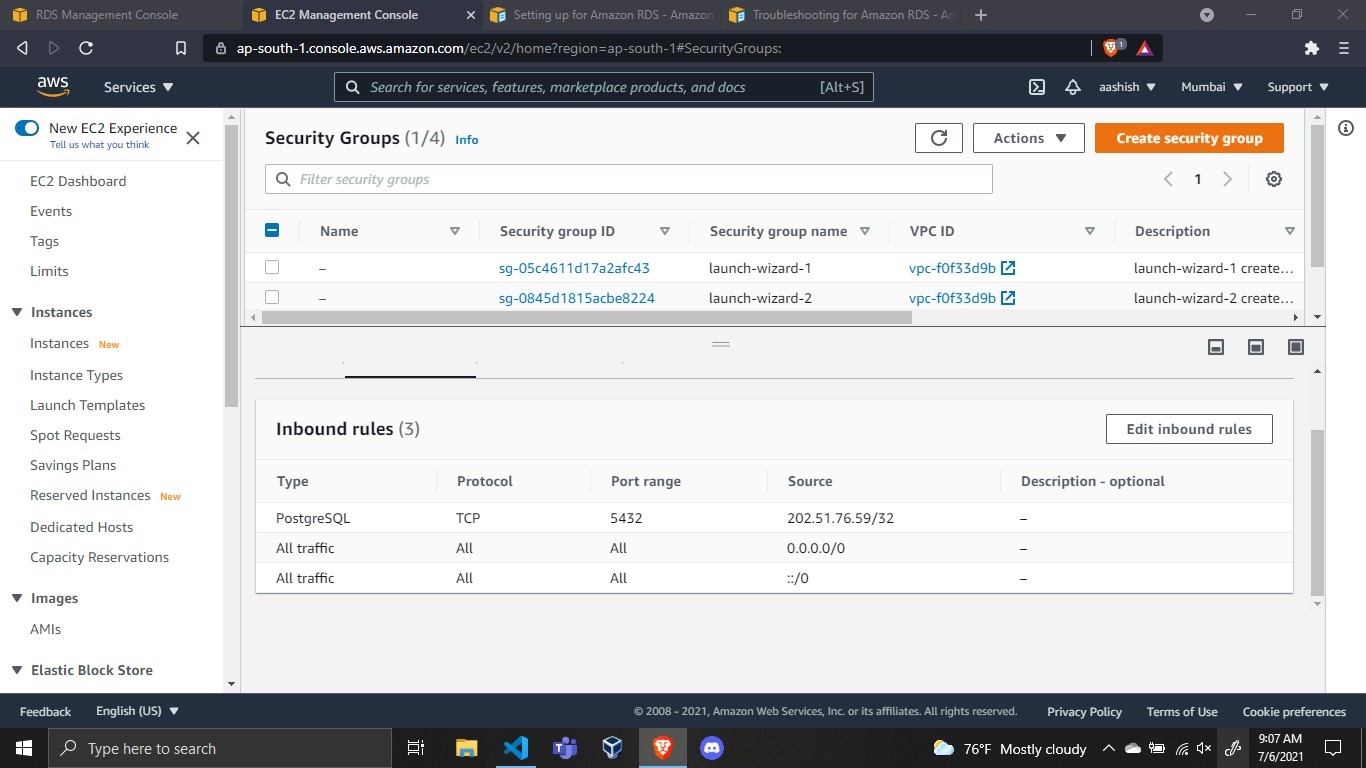 RDS Management Console
EC2 Management Console
Setting up for Amazon RDS - Amazon
Troubleshooting for Amazon RDS - Am
ap-south-1.console.aws.amazon.com/ec2/v2/home?region=ap-south-1#SecurityGroups:
1
aws
Services
Search for services, features, marketplace products, and docs
[Alt+S]
aashish
Mumbai
Support
New EC2 Experience
Tell us what you think
EC2 Dashboard
Events
Tags
Limits
Instances
Instances New
Instance Types
Launch Templates
Spot Requests
Savings Plans
Reserved Instances New
Dedicated Hosts
Capacity Reservations
Images
AMIs
Elastic Block Store
Security Groups (1/4) Info
Actions
Create security group
Filter security groups
1
Name Security group ID Security group name VPC ID Description
– sg-05c4611d17a2afc43 launch-wizard-1 vpc-f0f33d9b launch-wizard-1 create…
– sg-0845d1815acbe8224 launch-wizard-2 vpc-f0f33d9b launch-wizard-2 create…
Inbound rules (3)
Edit inbound rules
Type Protocol Port range Source Description - optional
PostgreSQL TCP 5432 202.51.76.59/32 –
All traffic All All 0.0.0.0/0 –
All traffic All All ::/0 –
Feedback
English (US)
© 2008 - 2021, Amazon Web Services, Inc. or its affiliates. All rights reserved.
Privacy Policy
Terms of Use
Cookie preferences
Type here to search
76°F Mostly cloudy
9:07 AM
7/6/2021